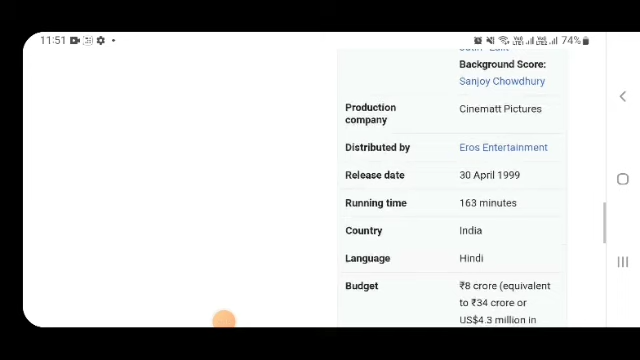 11:51
74%
Background Score:
Sanjoy Chowdhury
Production company
Cinematt Pictures
Distributed by
Eros Entertainment
Release date
30 April 1999
Running time
163 minutes
Country
India
Language
Hindi
Budget
₹8 crore (equivalent
to ₹34 crore or
US$4.3 million in